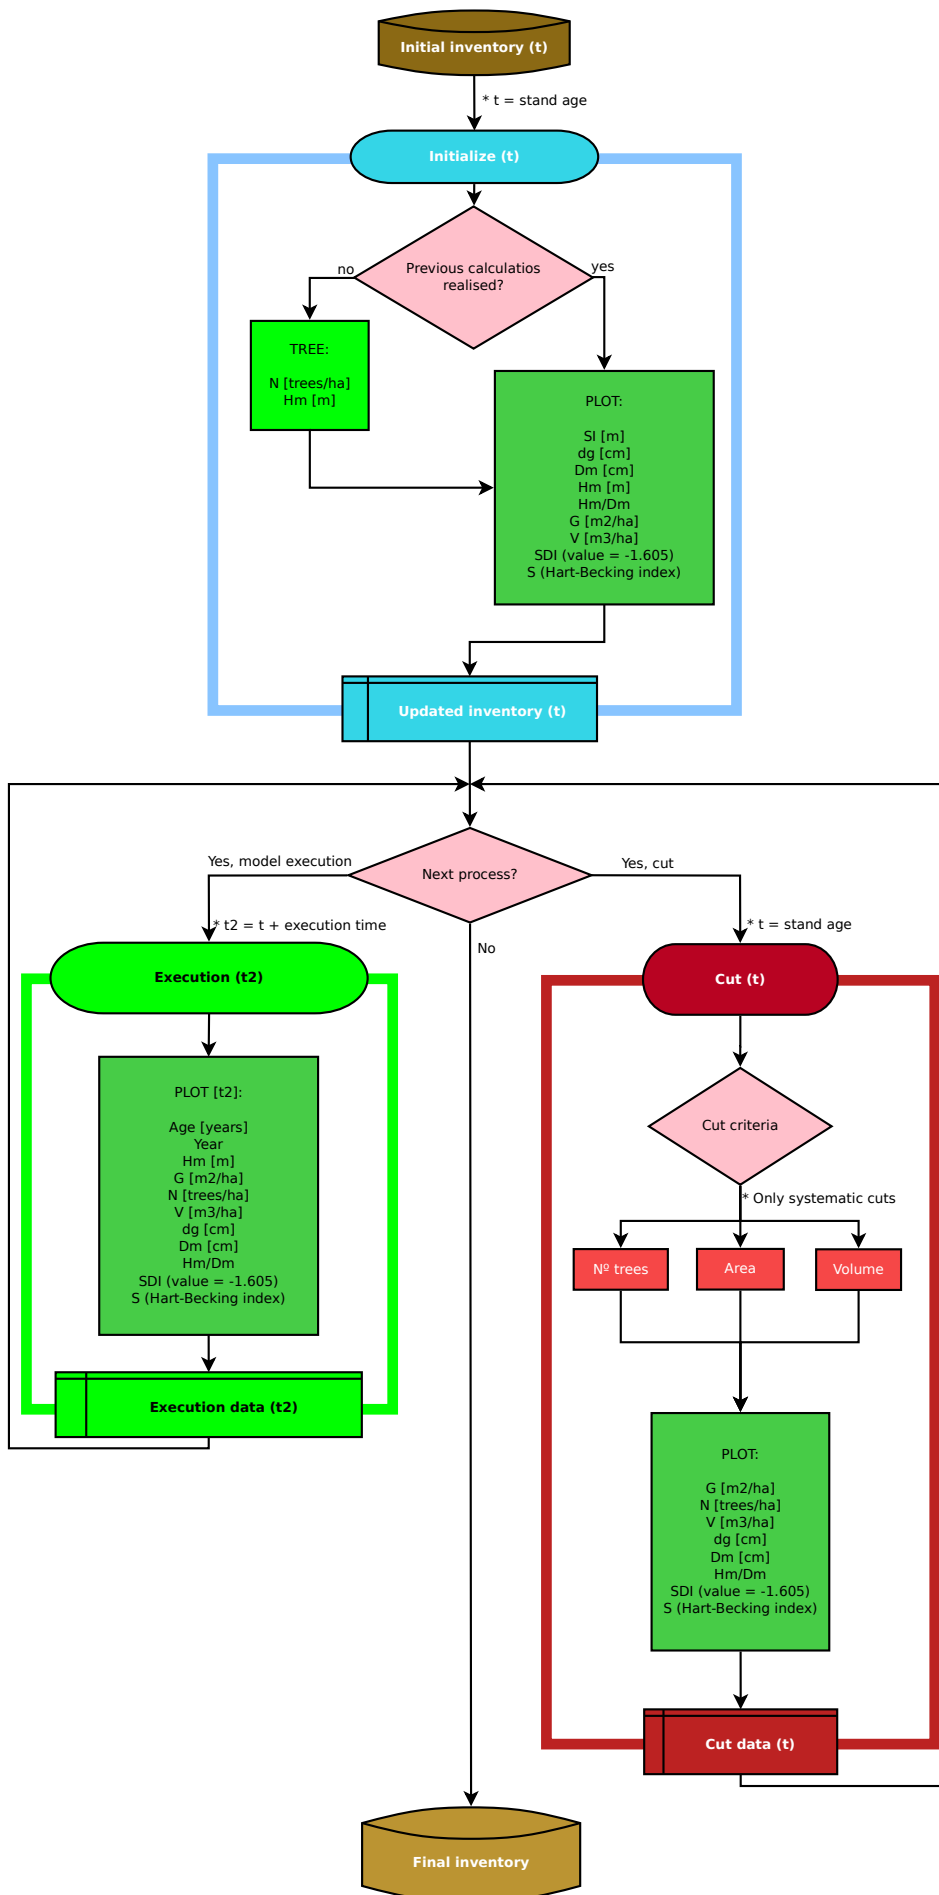 Initial inventory (t)
* t = stand age
Initialize (t)
Previous calculatios
realised?
no
yes
TREE:
N [trees/ha]
Hm [m]
PLOT:
SI [m]
dg [cm]
Dm [cm]
Hm [m]
Hm/Dm
G [m2/ha]
V [m3/ha]
SDI (value = -1.605)
S (Hart-Becking index)
Updated inventory (t)
Next process?
Yes, model execution
Yes, cut
No
* t2 = t + execution time
Execution (t2)
PLOT [t2]:
Age [years]
Year
Hm [m]
G [m2/ha]
N [trees/ha]
V [m3/ha]
dg [cm]
Dm [cm]
Hm/Dm
SDI (value = -1.605)
S (Hart-Becking index)
Execution data (t2)
* t = stand age
Cut (t)
Cut criteria
* Only systematic cuts
Nº trees
Area
Volume
PLOT:
G [m2/ha]
N [trees/ha]
V [m3/ha]
dg [cm]
Dm [cm]
Hm/Dm
SDI (value = -1.605)
S (Hart-Becking index)
Cut data (t)
Final inventory